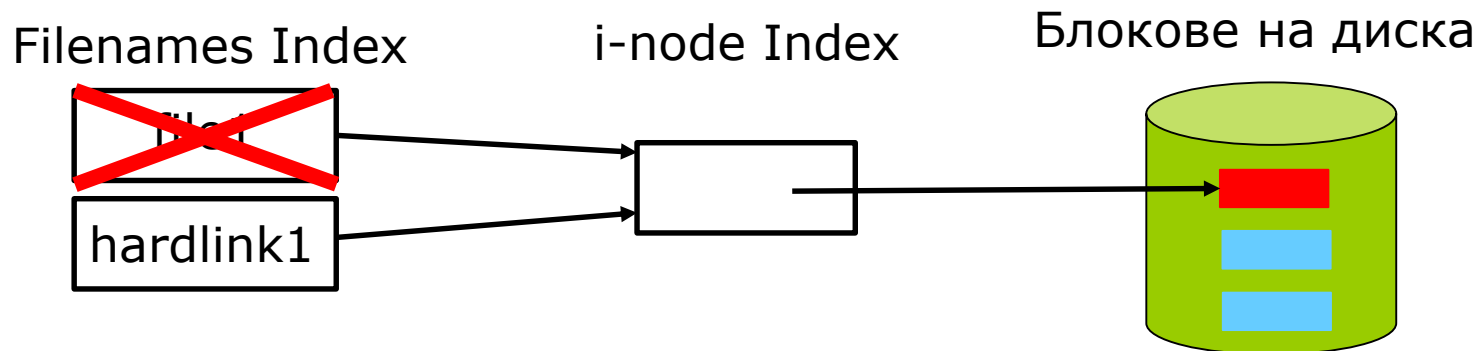 Filenames Index
i-node Index
Блокове на диска
hardlink1